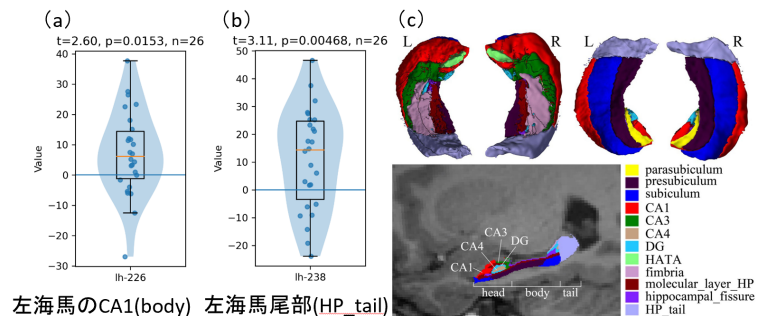 (a)
t=2.60, p=0.0153, n=26
Value
40
30
20
10
0
−10
−20
−30
lh-226
左海馬のCA1(body)
(b)
t=3.11, p=0.00468, n=26
Value
50
40
30
20
10
0
−10
−20
lh-238
左海馬尾部(HP_tail)
(c)
L
R
L
R
CA3
CA4
DG
CA1
head
body
tail
parasubiculum
presubiculum
subiculum
CA1
CA3
CA4
DG
HATA
fimbria
molecular_layer_HP
hippocampal_fissure
HP_tail